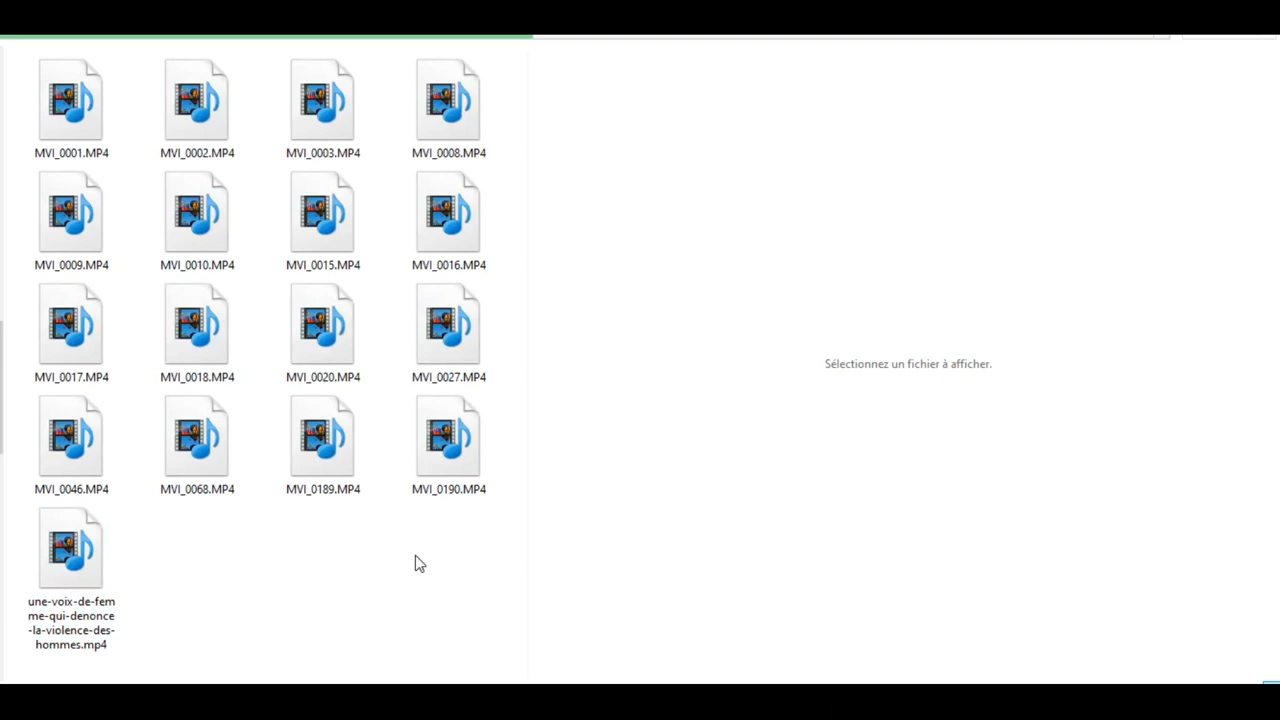 MVI_0001.MP4
MVI_0002.MP4
MVI_0003.MP4
MVI_0008.MP4
MVI_0009.MP4
MVI_0010.MP4
MVI_0015.MP4
MVI_0016.MP4
MVI_0017.MP4
MVI_0018.MP4
MVI_0020.MP4
MVI_0027.MP4
MVI_0046.MP4
MVI_0068.MP4
MVI_0189.MP4
MVI_0190.MP4
une-voix-de-fem
me-qui-denonce
-la-violence-des-
hommes.mp4
Sélectionnez un fichier à afficher.